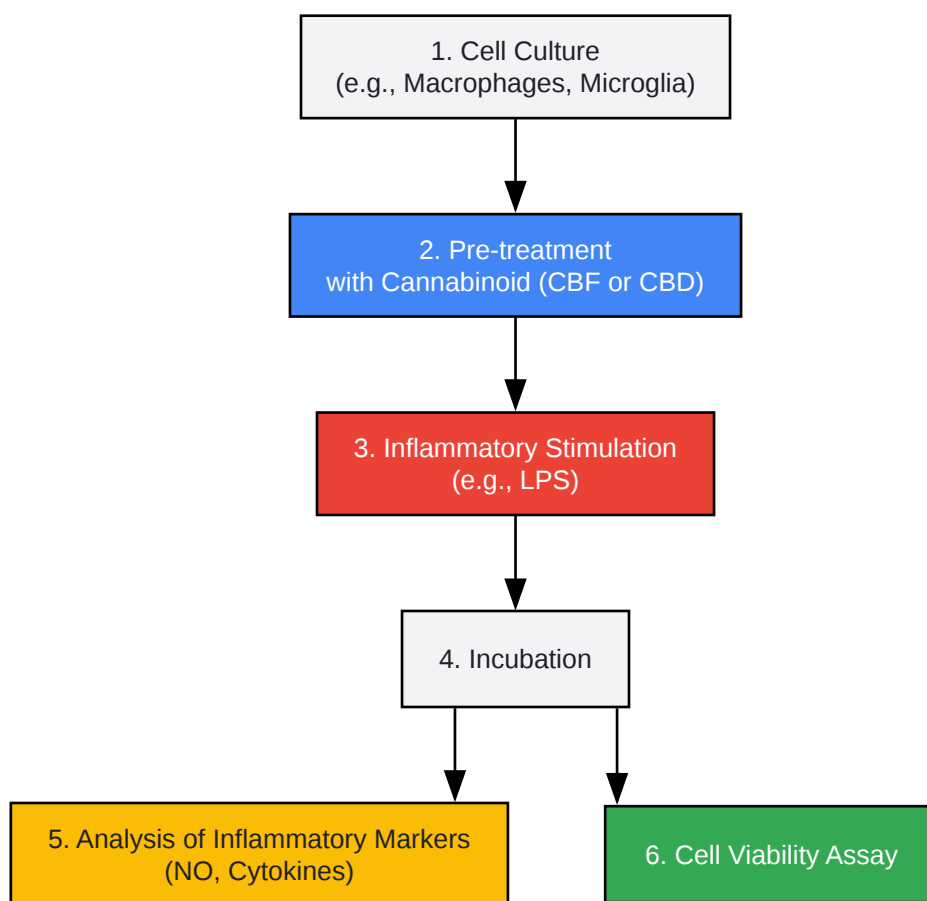 1. Cell Culture
(e.g., Macrophages, Microglia)
2. Pre-treatment
with Cannabinoid (CBF or CBD)
3. Inflammatory Stimulation
(e.g., LPS)
4. Incubation
5. Analysis of Inflammatory Markers
(NO, Cytokines)
6. Cell Viability Assay